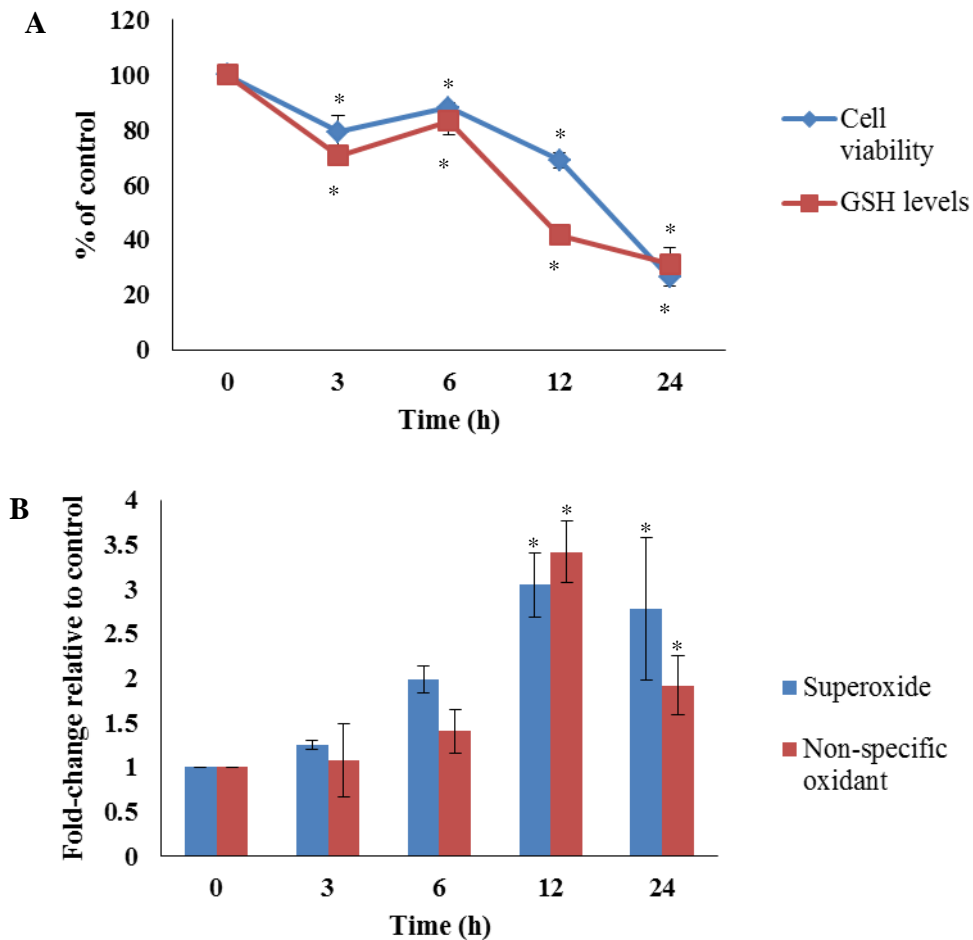 A
120
100
80
60
40
20
0
% of control
* * * *
* * * *
0 3 6 12 24
Time (h)
Cell
viability
GSH levels
B
4
3.5
3
2.5
2
1.5
1
0.5
0
Fold-change relative to control
* * * *
0 3 6 12 24
Time (h)
Superoxide
Non-specific
oxidant